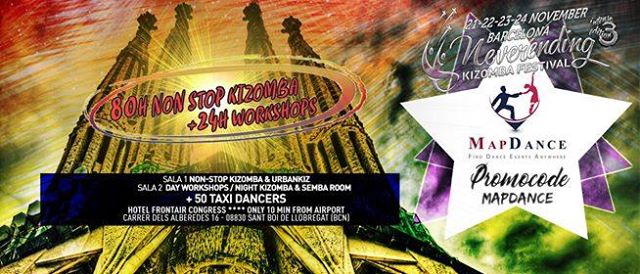 80H NON STOP KIZOMBA
+24H WORKSHOPS
SALA 1 NON-STOP KIZOMBA & URBANKIZ
SALA 2 DAY WORKSHOPS / NIGHT KIZOMBA & SEMBA ROOM
+ 50 TAXI DANCERS
HOTEL FRONTAIR CONGRESS **** ONLY 10 MIN FROM AIRPORT
CARRER DELS ALBEREDES 16 - 08830 SANT BOI DE LLOBREGAT (BCN)
21-22-23-24 NOVEMBER
BARCELONA
Neverending
KIZOMBA FESTIVAL
3
MAPDANCE
FIND DANCE EVENTS ANYWHERE
Promocode
MAPDANCE